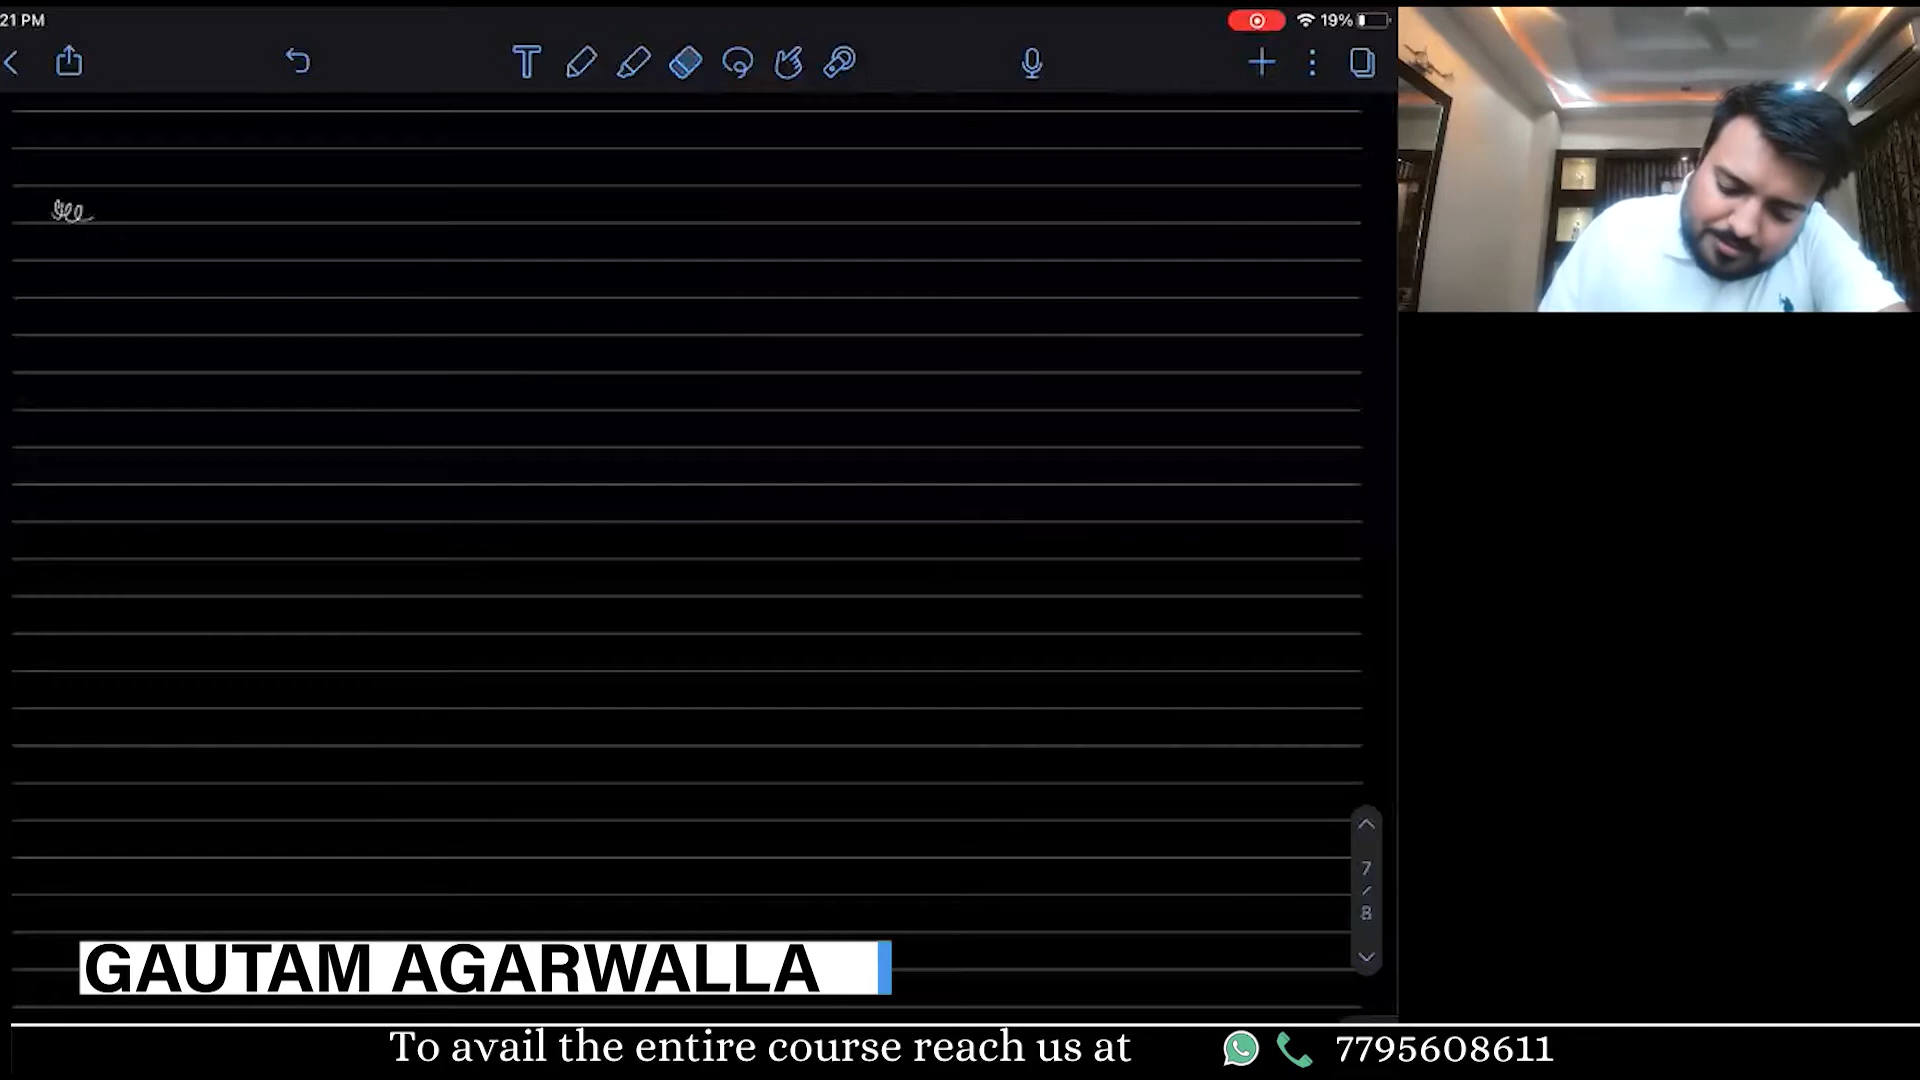 21 PM
19%
T
7
/
8
GAUTAM AGARWALLA
To avail the entire course reach us at 7795608611